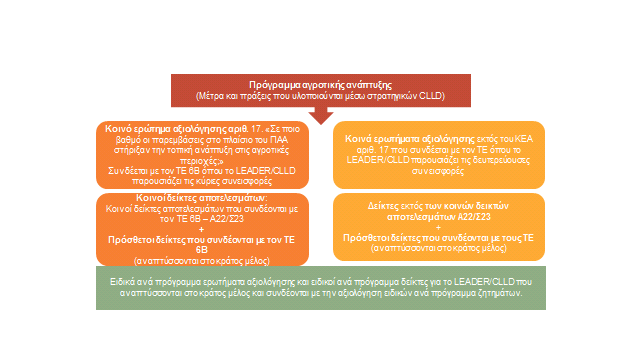 Πρόγραμμα αγροτικής ανάπτυξης
(Μέτρα και πράξεις που υλοποιούνται μέσω στρατηγικών CLLD)
Κοινό ερώτημα αξιολόγησης αριθ. 17. «Σε ποιο
βαθμό οι παρεμβάσεις στο πλαίσιο του ΠΑΑ
στήριξαν την τοπική ανάπτυξη στις αγροτικές
περιοχές;»
Συνδέεται με τον ΤΕ 6Β όπου το LEADER/CLLD
παρουσιάζει τις κύριες συνεισφορές
Κοινά ερωτήματα αξιολόγησης εκτός του ΚΕΑ
αριθ. 17 που συνδέεται με τον ΤΕ όπου το
LEADER/CLLD παρουσιάζει τις δευτερεύουσες
συνεισφορές
Κοινοί δείκτες αποτελεσμάτων:
Κοινοί δείκτες αποτελεσμάτων που συνδέονται με
τον ΤΕ 6Β – Α22/Σ23
+
Πρόσθετοι δείκτες που συνδέονται με τον ΤΕ
6Β
(αναπτύσσονται στο κράτος μέλος)
Δείκτες εκτός των κοινών δεικτών
αποτελεσμάτων Α22/Σ23
+
Πρόσθετοι δείκτες που συνδέονται με τους ΤΕ
(αναπτύσσονται στο κράτος μέλος)
Ειδικά ανά πρόγραμμα ερωτήματα αξιολόγησης και ειδικοί ανά πρόγραμμα δείκτες για το LEADER/CLLD που
αναπτύσσονται στο κράτος μέλος και συνδέονται με την αξιολόγηση ειδικών ανά πρόγραμμα ζητημάτων.